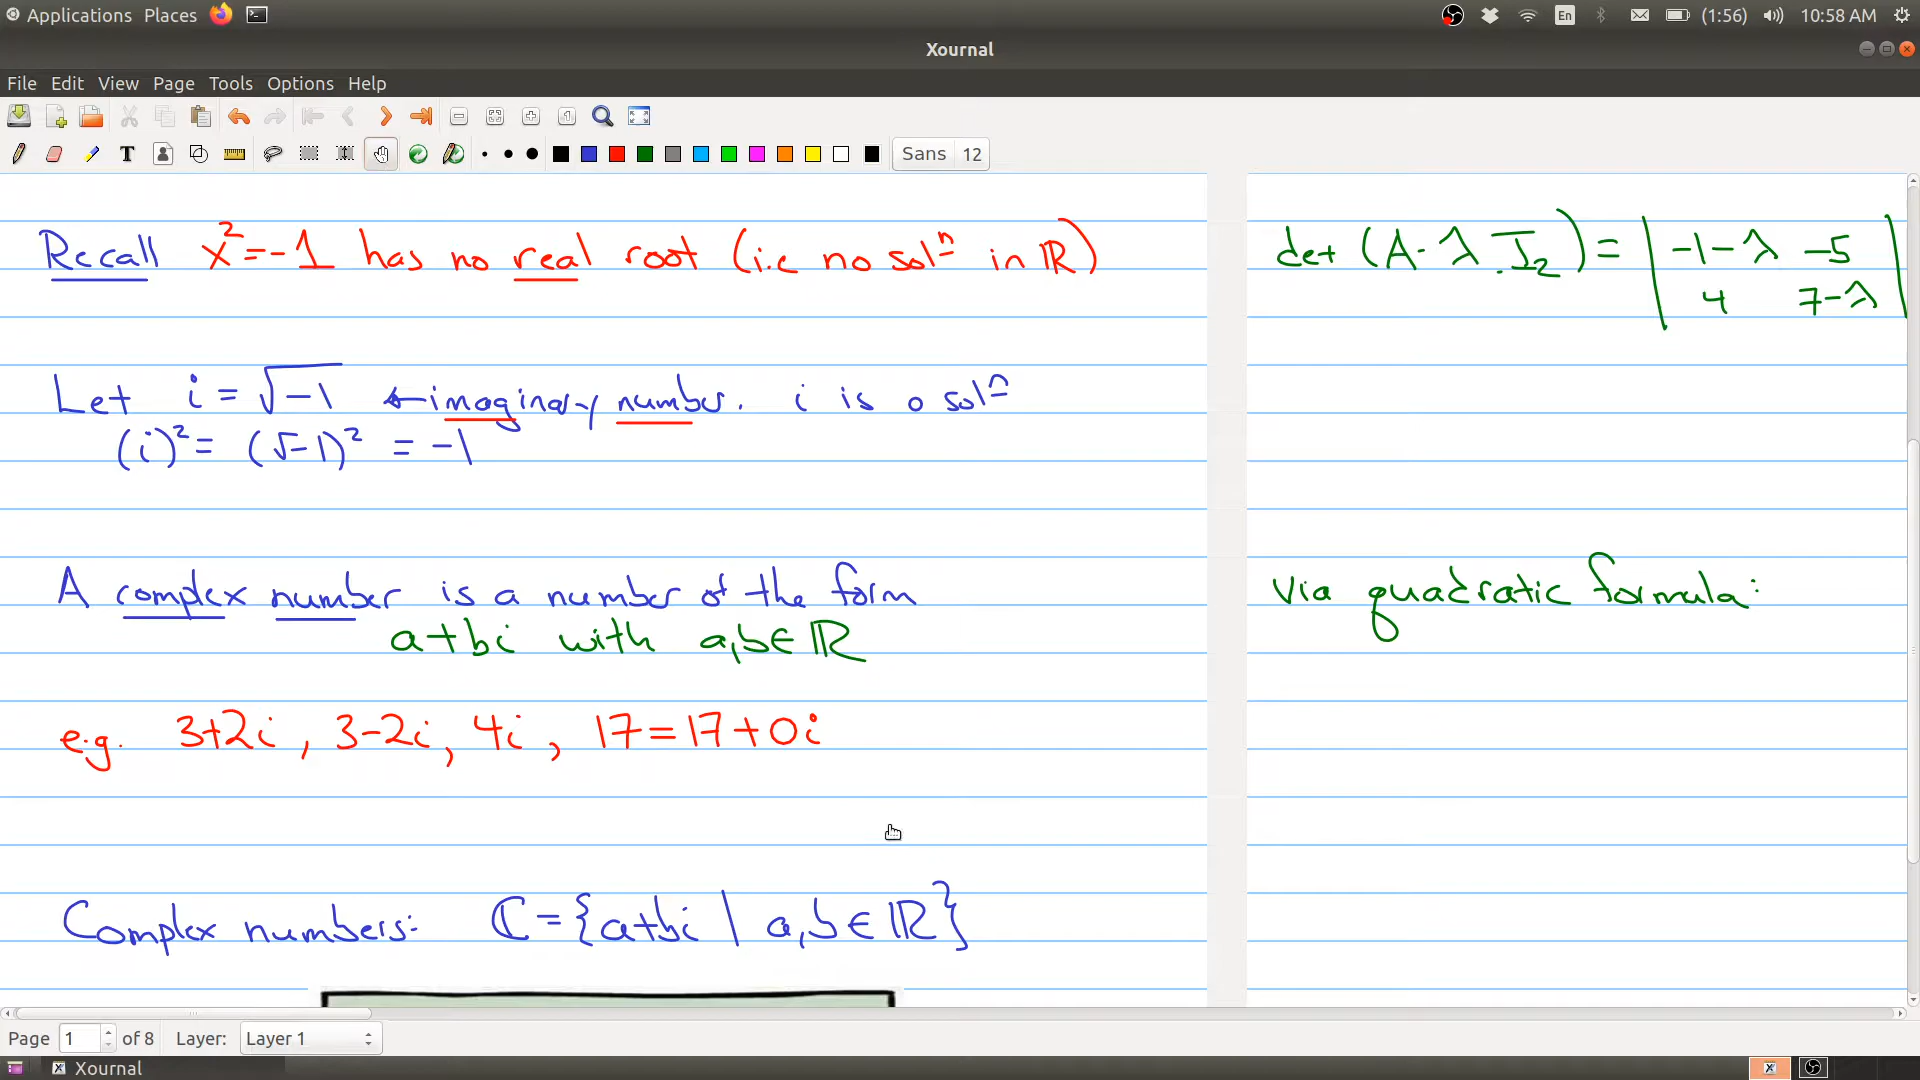 Applications Places En (1:56) 10:58 AM
Xournal
File Edit View Page Tools Options Help
Sans 12
Recall x²=-1 has no real root (i.e no solⁿ in ℝ)
Let i = √-1 ← imaginary number. i is a solⁿ
(i)² = (√-1)² = -1
A complex number is a number of the form
a+bi with a,b∈ℝ
e.g. 3+2i, 3-2i, 4i, 17=17+0i
Complex numbers: ℂ={a+bi | a,b∈ℝ}
det (A-λ.I₂) = | -1-λ -5 |
4 7-λ
via quadratic formula:
Page 1 of 8 Layer: Layer 1
Xournal